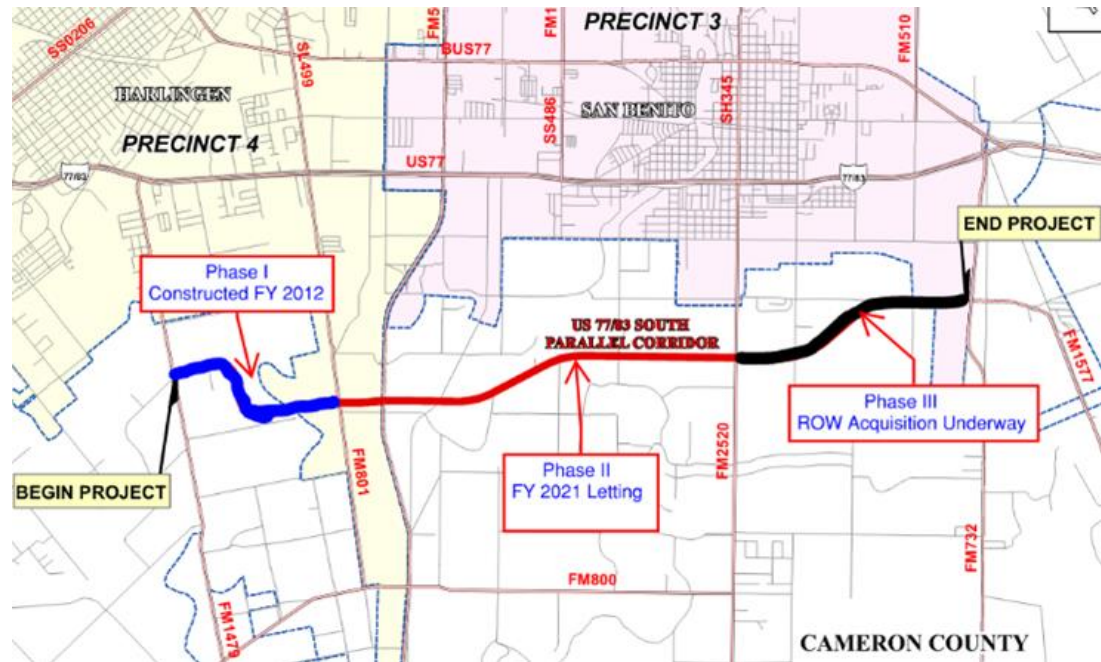 PRECINCT 3
SS0206
SL499
BUS77
FM510
HARLINGEN
SAN BENITO
SS486
SH345
PRECINCT 4
US77
77/83
77/83
END PROJECT
Phase I
Constructed FY 2012
US 77/83 SOUTH
PARALLEL CORRIDOR
FM1577
Phase III
ROW Acquisition Underway
Phase II
FY 2021 Letting
BEGIN PROJECT
FM801
FM2520
FM732
FM800
FM1479
CAMERON COUNTY